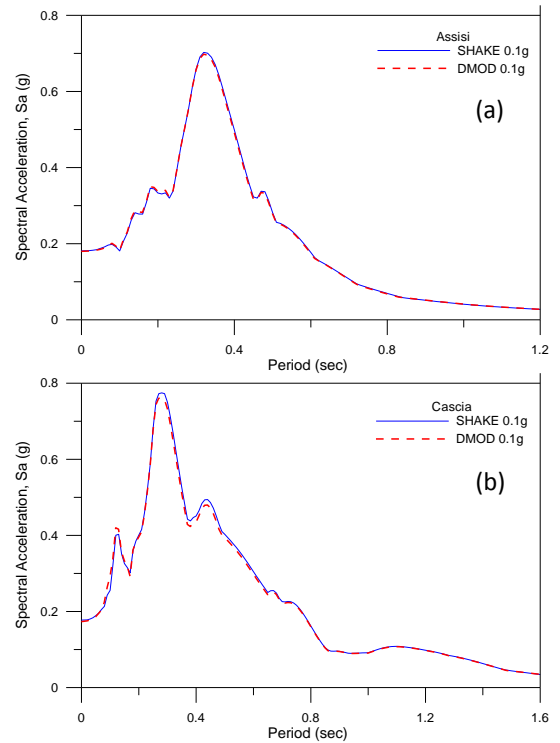 0.8
Assisi
SHAKE 0.1g
DMOD 0.1g
(a)
0.6
0.4
0.2
0
Spectral Acceleration, Sa (g)
0 0.4 0.8 1.2
Period (sec)
0.8
Cascia
SHAKE 0.1g
DMOD 0.1g
(b)
0.6
0.4
0.2
0
Spectral Acceleration, Sa (g)
0 0.4 0.8 1.2 1.6
Period (sec)